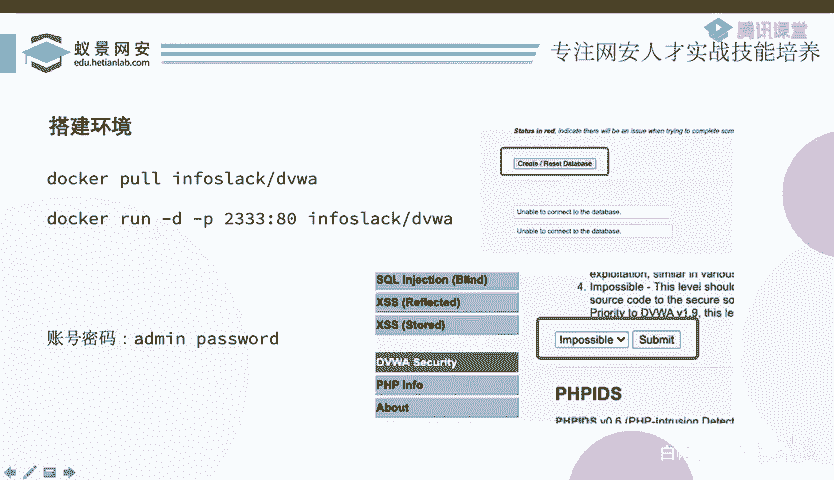 蚁景网安
edu.hetianlab.com
腾讯课堂
专注网安人才实战技能培养
搭建环境
docker pull infoslack/dvwa
docker run -d -p 2333:80 infoslack/dvwa
账号密码：admin password
Status in red, indicate there will be an issue when trying to complete som
Create / Reset Database
Unable to connect to the database.
Unable to connect to the database.
SQL Injection (Blind)
XSS (Reflected)
XSS (Stored)
DVWA Security
PHP Info
About
exploitation, similar in various
4. Impossible - This level should
source code to the secure so
Priority to DVWA v1.9, this le
Impossible
Submit
PHPIDS
PHPIDS v0.6 (PHP-Intrusion Detect